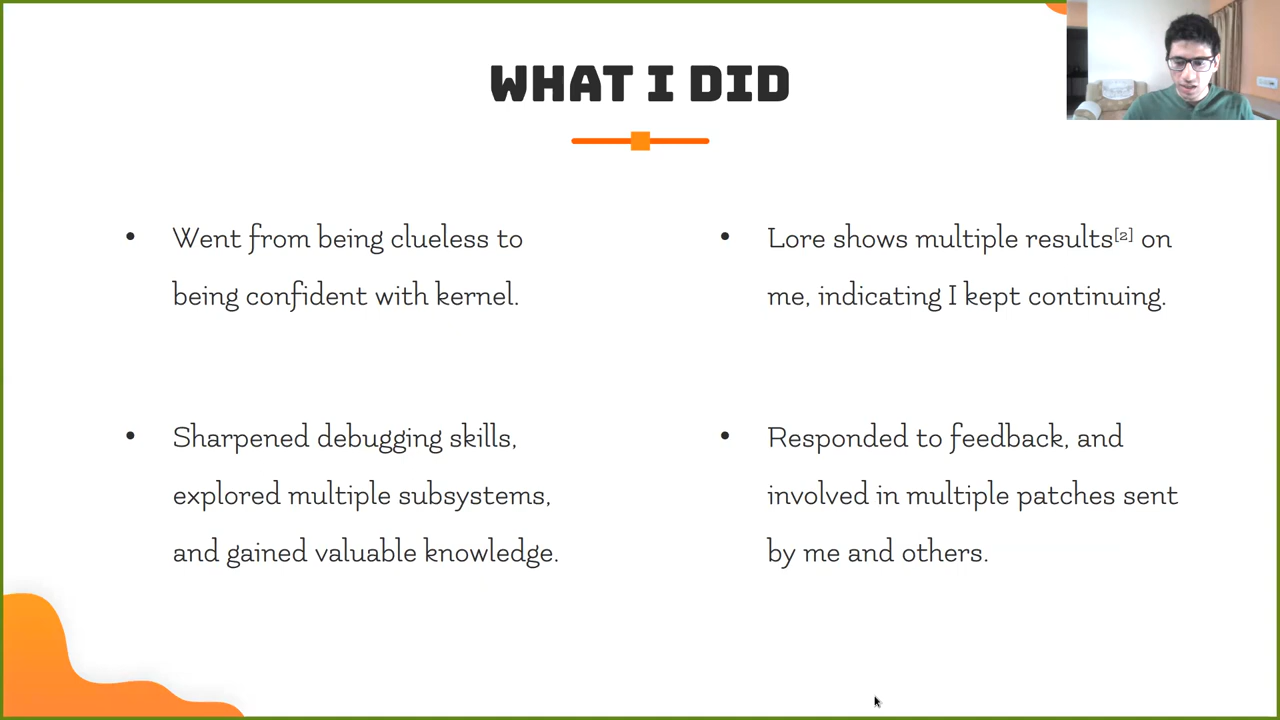 WHAT I DID
• Went from being clueless to
being confident with kernel.
• Sharpened debugging skills,
explored multiple subsystems,
and gained valuable knowledge.
• Lore shows multiple results[2] on
me, indicating I kept continuing.
• Responded to feedback, and
involved in multiple patches sent
by me and others.